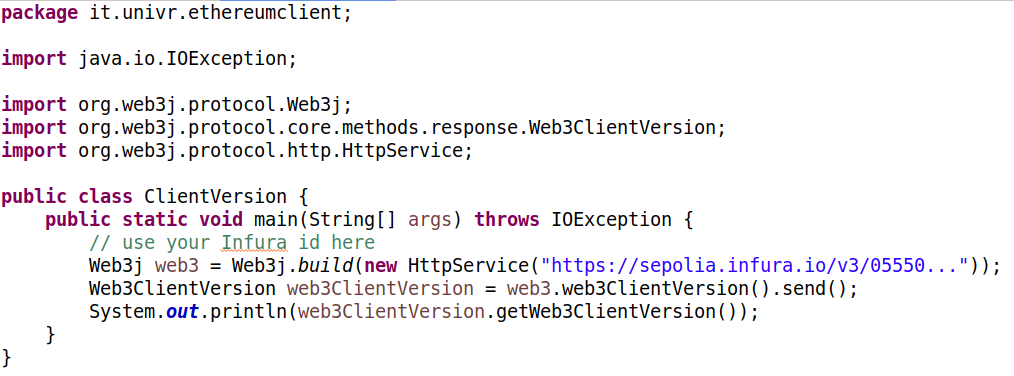 package it.univr.ethereumclient;
import java.io.IOException;
import org.web3j.protocol.Web3j;
import org.web3j.protocol.core.methods.response.Web3ClientVersion;
import org.web3j.protocol.http.HttpService;
public class ClientVersion {
    public static void main(String[] args) throws IOException {
        // use your Infura id here
        Web3j web3 = Web3j.build(new HttpService("https://sepolia.infura.io/v3/05550..."));
        Web3ClientVersion web3ClientVersion = web3.web3ClientVersion().send();
        System.out.println(web3ClientVersion.getWeb3ClientVersion());
    }
}